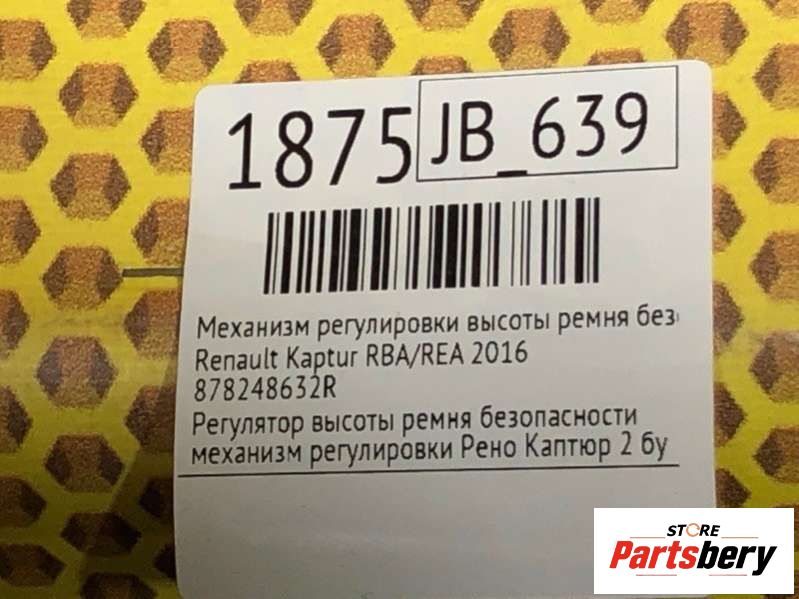 1875 JB_639
Механизм регулировки высоты ремня без
Renault Kaptur RBA/REA 2016
878248632R
Регулятор высоты ремня безопасности
механизм регулировки Рено Каптюр 2 бу
STORE
Partsbery